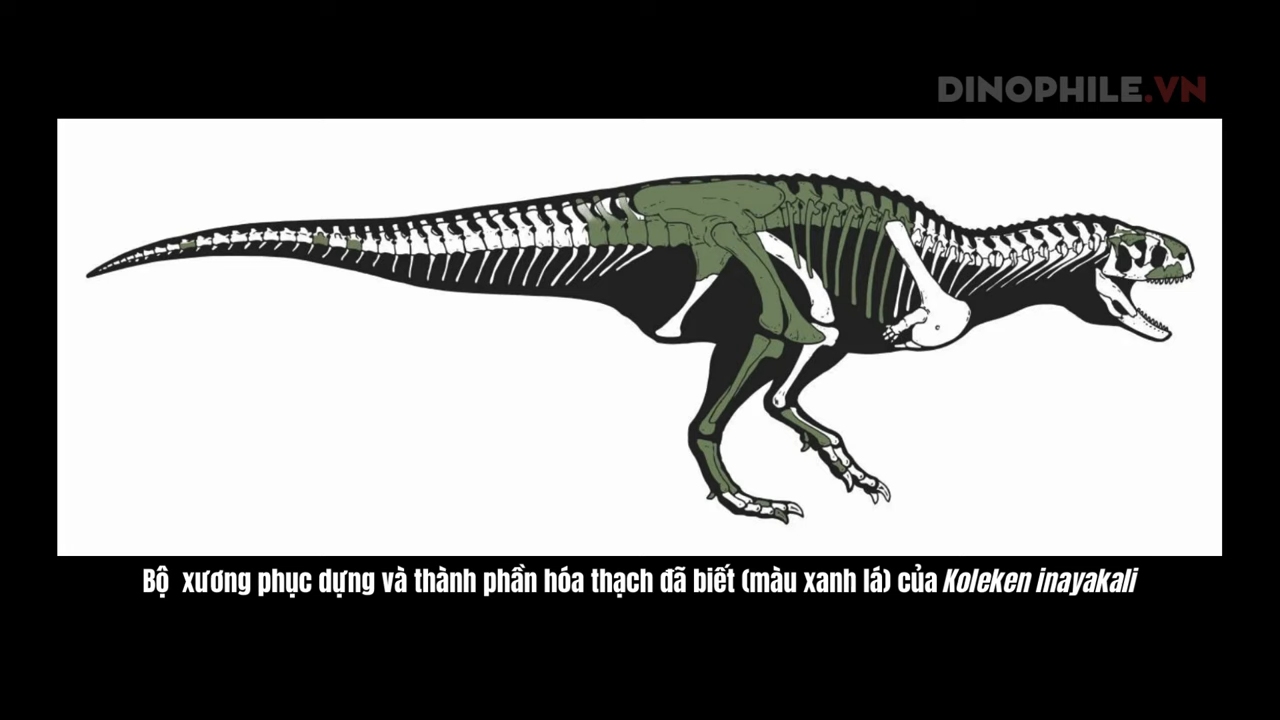 DINOPHILE.VN
Bộ xương phục dựng và thành phần hóa thạch đã biết (màu xanh lá) của Koleken inayakali